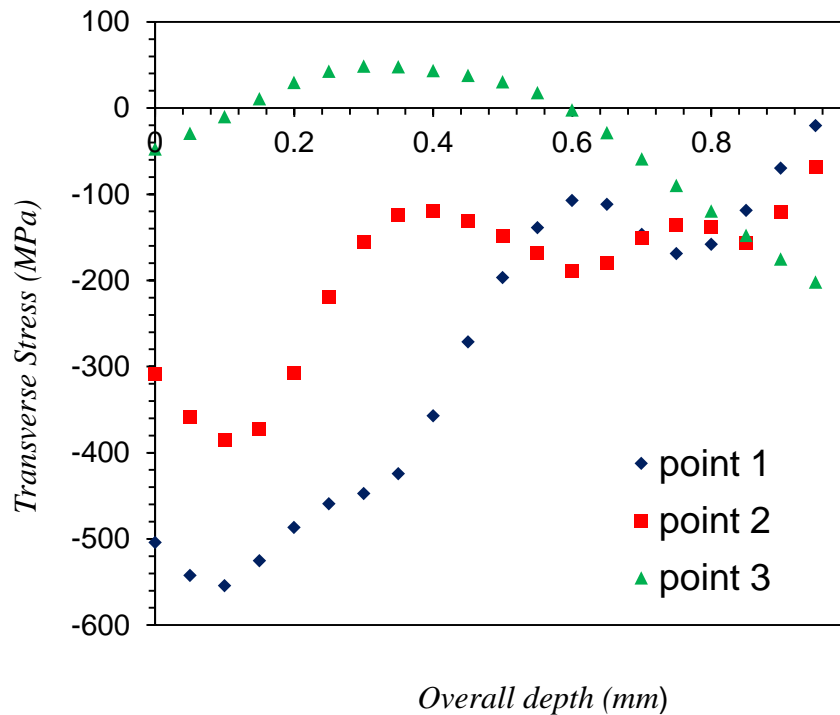 100
0
-100
-200
-300
-400
-500
-600
0 0.2 0.4 0.6 0.8
Transverse Stress (MPa)
point 1
point 2
point 3
Overall depth (mm)